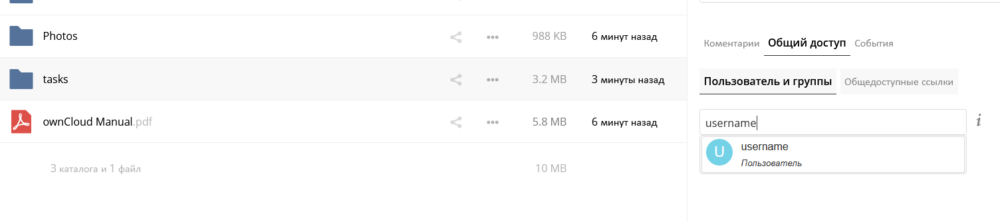 Photos 988 KB 6 минут назад
tasks 3.2 MB 3 минуты назад
ownCloud Manual.pdf 5.8 MB 6 минут назад
3 каталога и 1 файл 10 MB
Коментарии Общий доступ События
Пользователь и группы Общедоступные ссылки
username i
U username
Пользователь